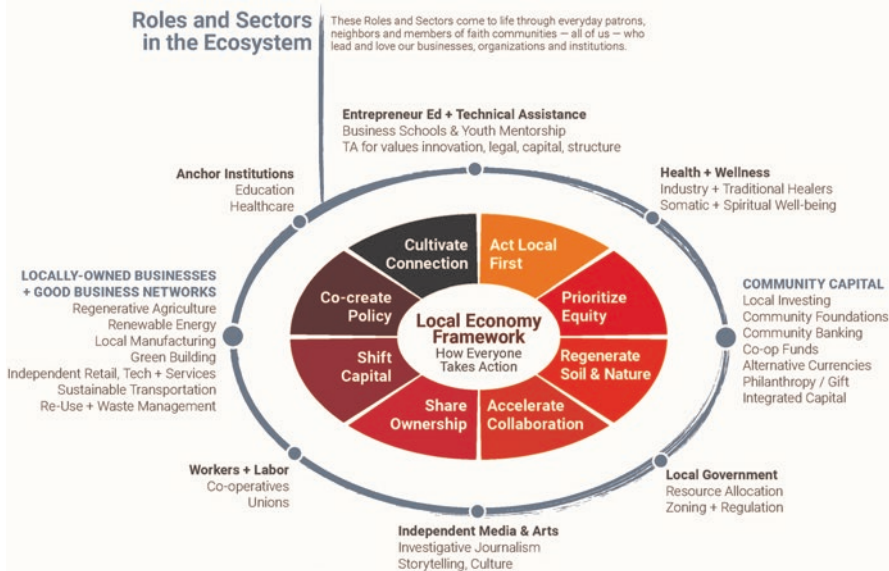 Roles and Sectors
in the Ecosystem
These Roles and Sectors come to life through everyday patrons,
neighbors and members of faith communities — all of us — who
lead and love our businesses, organizations and institutions.
Entrepreneur Ed + Technical Assistance
Business Schools & Youth Mentorship
TA for values innovation, legal, capital, structure
Anchor Institutions
Education
Healthcare
Health + Wellness
Industry + Traditional Healers
Somatic + Spiritual Well-being
LOCALLY-OWNED BUSINESSES
+ GOOD BUSINESS NETWORKS
Regenerative Agriculture
Renewable Energy
Local Manufacturing
Green Building
Independent Retail, Tech + Services
Sustainable Transportation
Re-Use + Waste Management
Cultivate
Connection
Act Local
First
Prioritize
Equity
Regenerate
Soil & Nature
Accelerate
Collaboration
Share
Ownership
Shift
Capital
Co-create
Policy
Local Economy
Framework
How Everyone
Takes Action
COMMUNITY CAPITAL
Local Investing
Community Foundations
Community Banking
Co-op Funds
Alternative Currencies
Philanthropy / Gift
Integrated Capital
Workers + Labor
Co-operatives
Unions
Independent Media & Arts
Investigative Journalism
Storytelling, Culture
Local Government
Resource Allocation
Zoning + Regulation